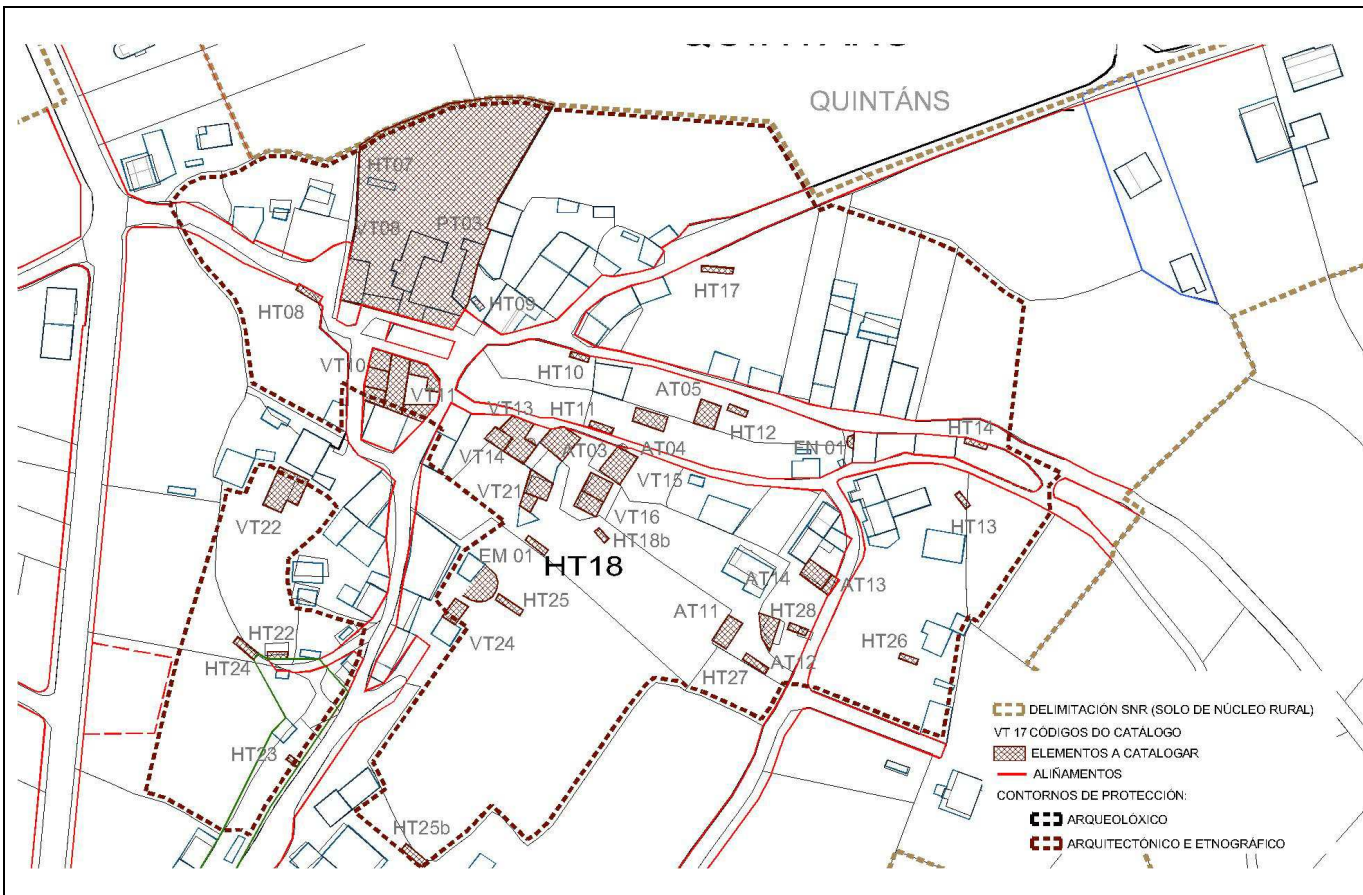 QUINTÁNS
QUINTÁNS
HT07
VT08
PT03
HT09
HT17
HT08
VT10
VT11
HT10
AT05
VT13
HT11
HT12
HT14
EN 01
VT14
AT03
AT04
VT15
VT21
VT16
HT13
VT22
HT18b
EM 01
HT18
AT14
AT13
HT25
AT11
HT28
VT24
HT22
HT24
AT12
HT26
HT27
HT23
HT25b
DELIMITACIÓN SNR (SOLO DE NÚCLEO RURAL)
VT 17 CÓDIGOS DO CATÁLOGO
ELEMENTOS A CATALOGAR
ALIÑAMENTOS
CONTORNOS DE PROTECCIÓN:
ARQUEOLÓXICO
ARQUITECTÓNICO E ETNOGRÁFICO